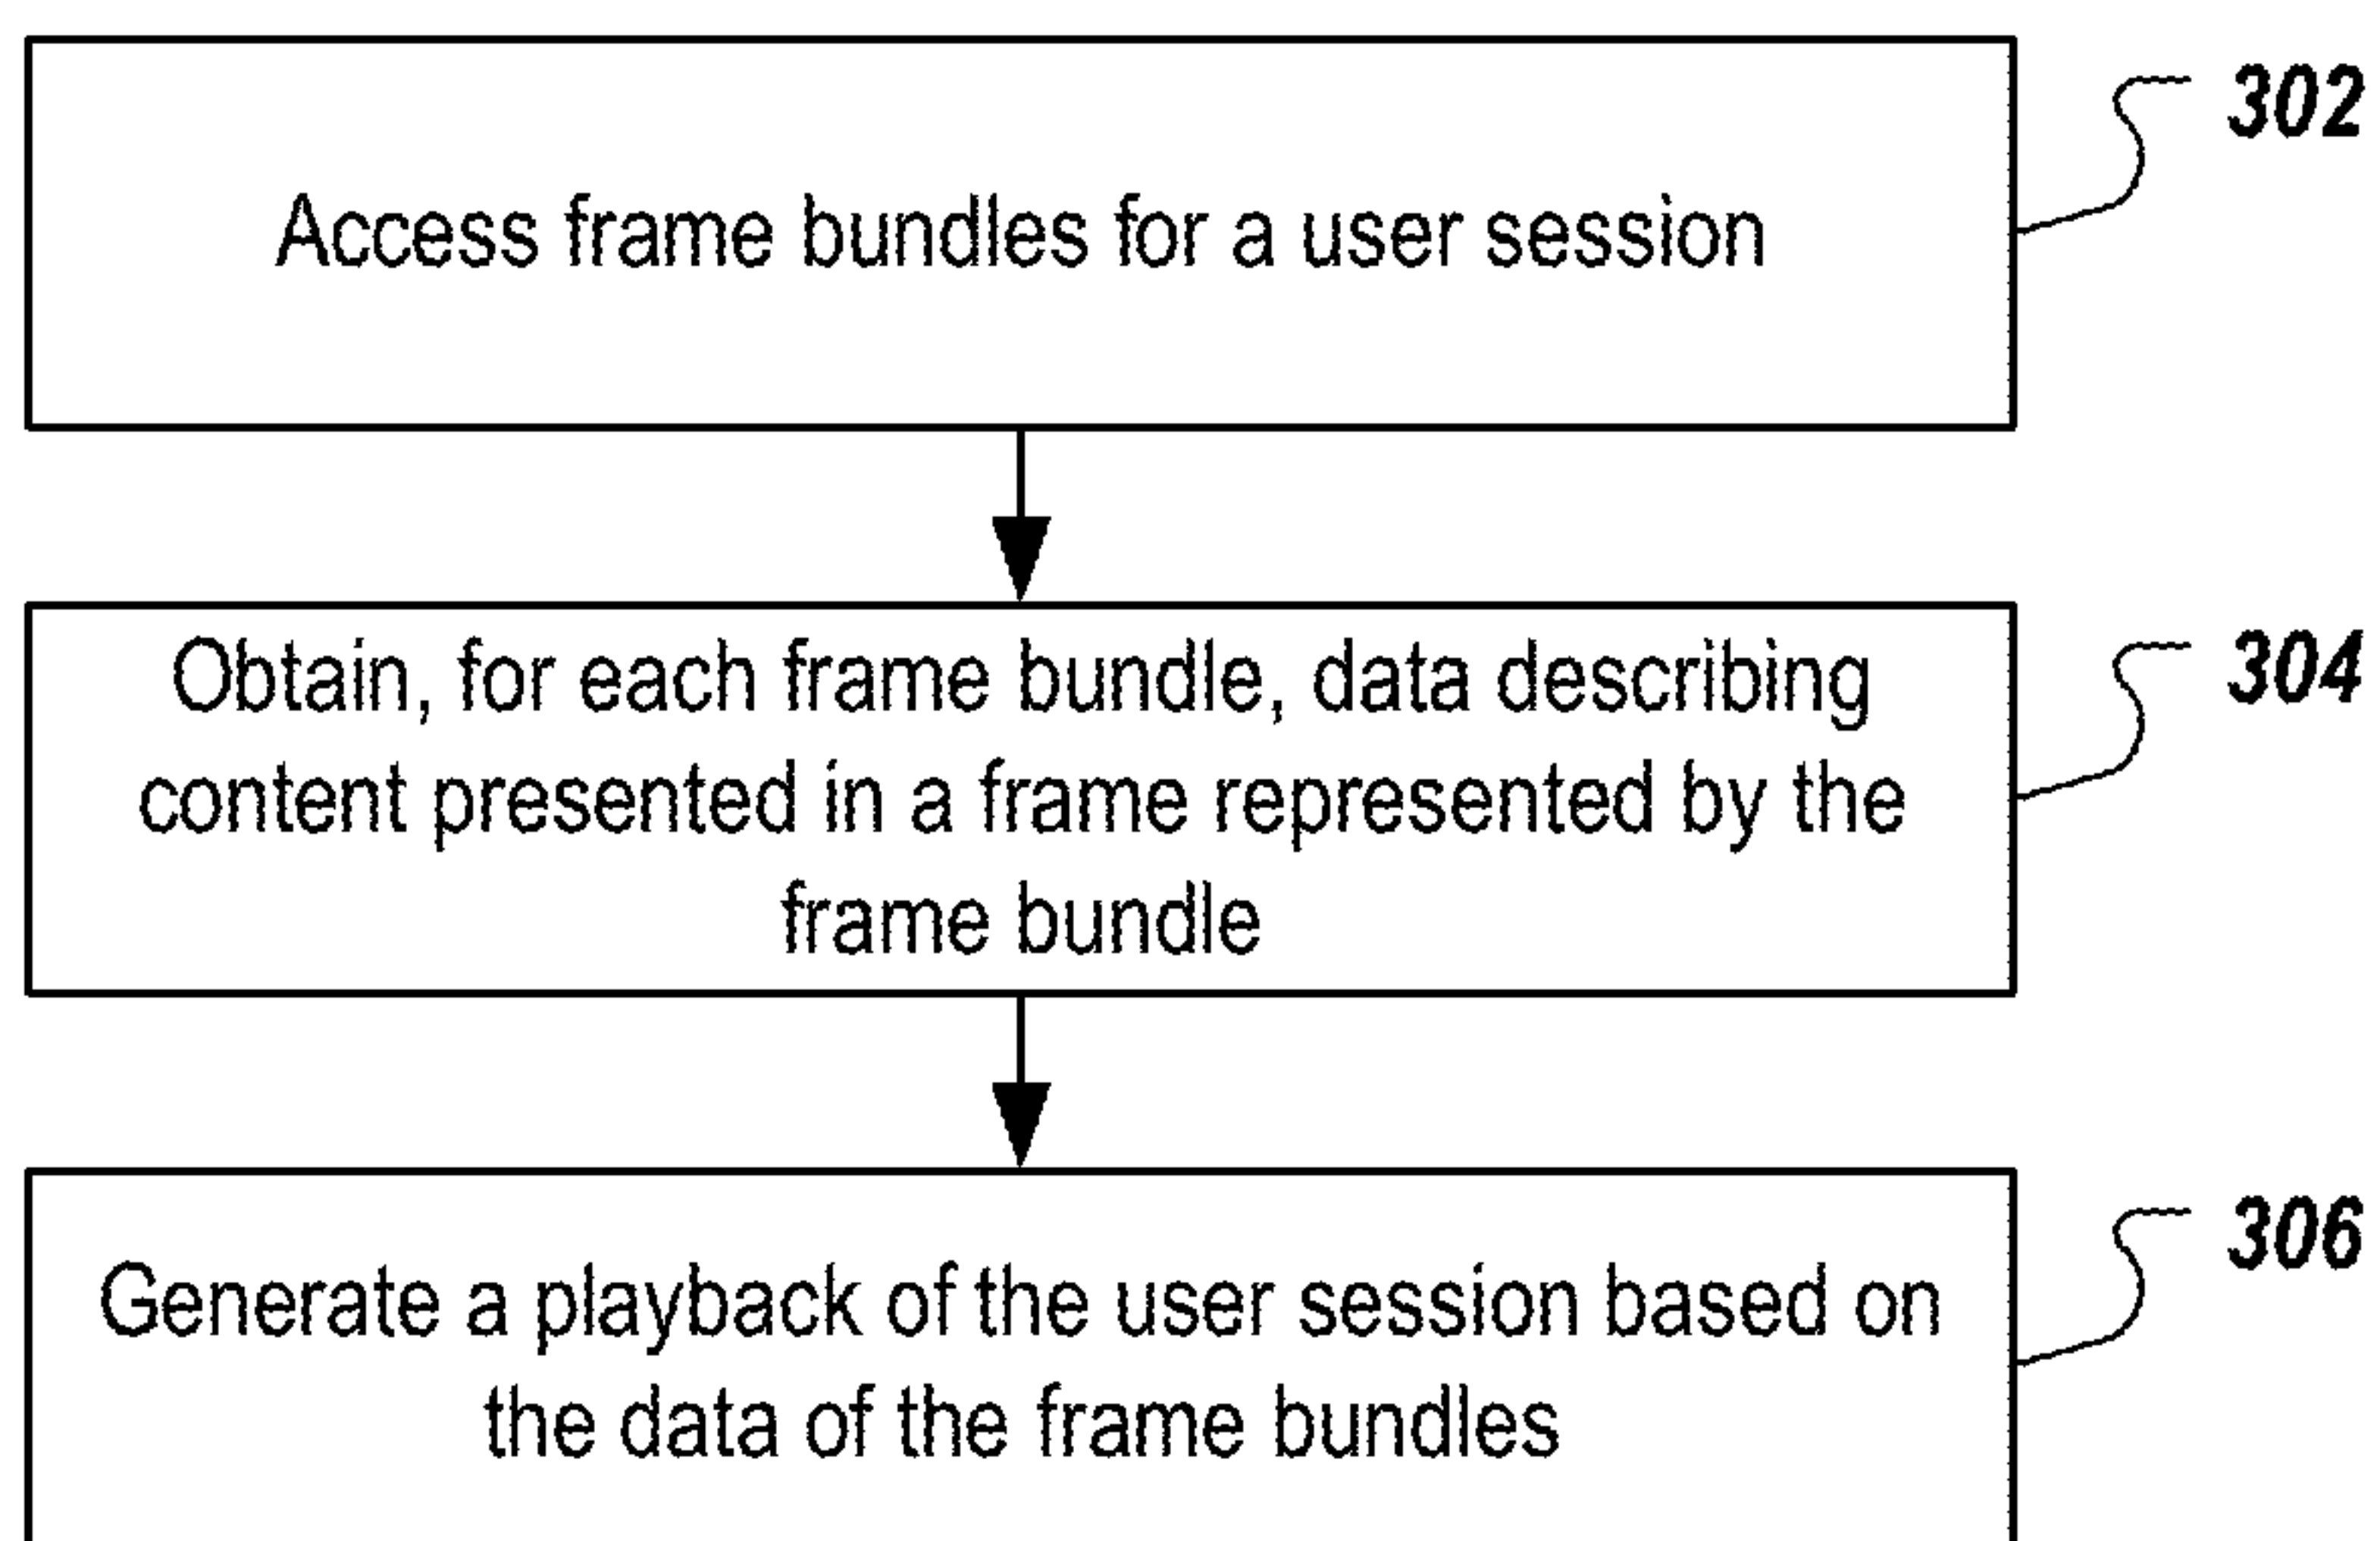 Access frame bundles for a user session
302
Obtain, for each frame bundle, data describing
content presented in a frame represented by the
frame bundle
304
Generate a playback of the user session based on
the data of the frame bundles
306